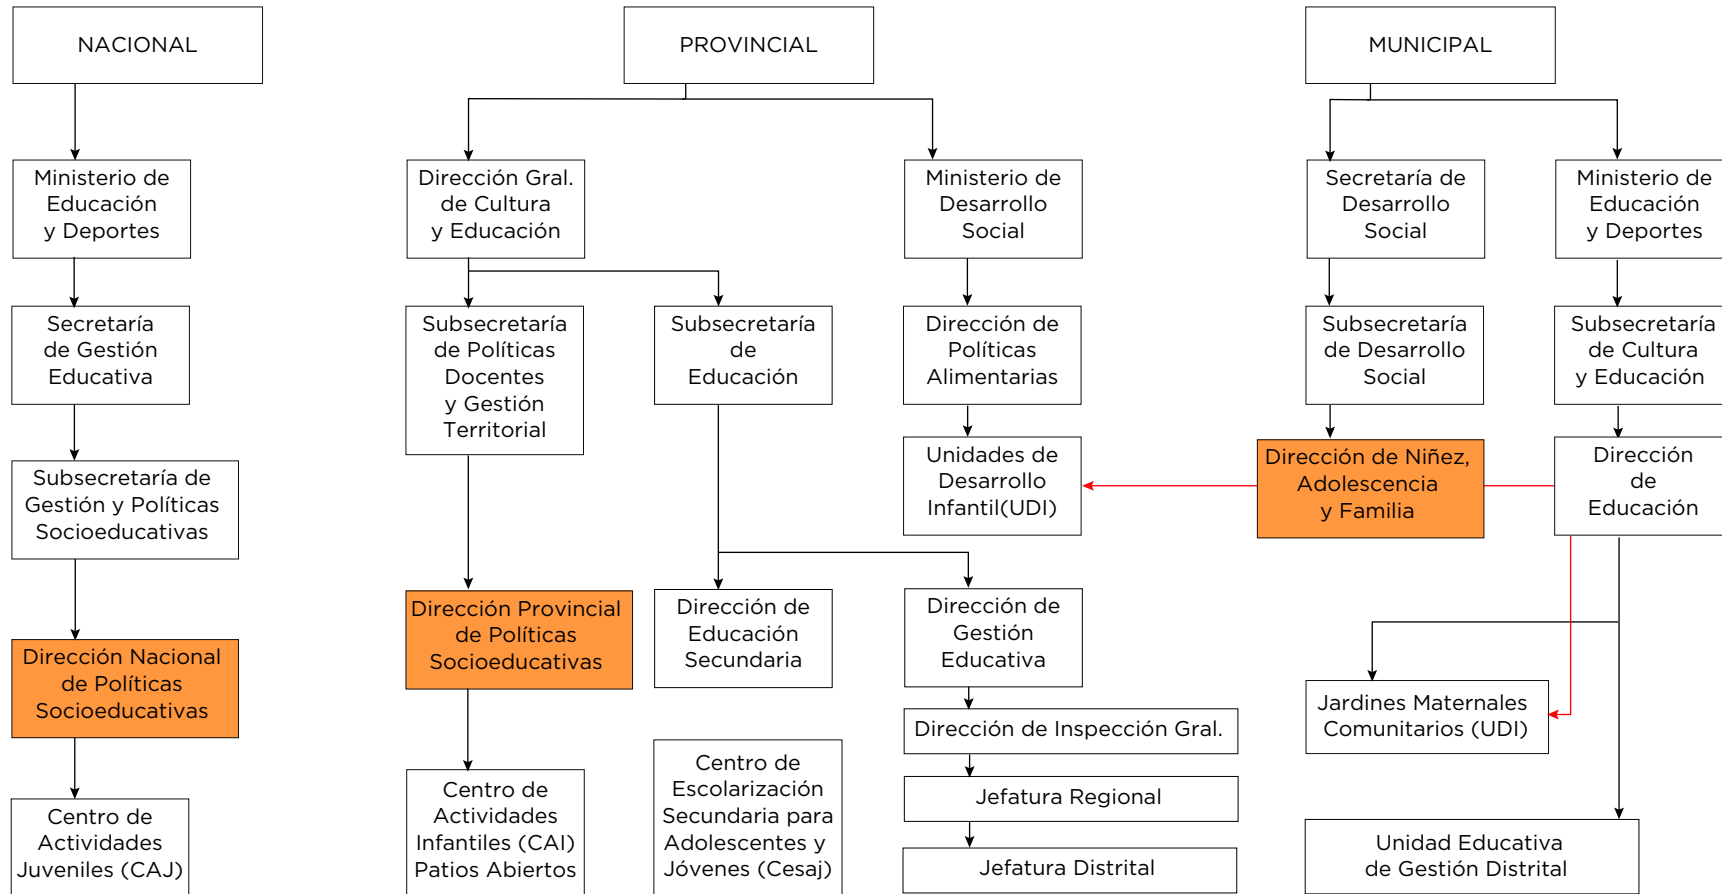 NACIONAL
PROVINCIAL
MUNICIPAL
Ministerio de
Educación
y Deportes
Dirección Gral.
de Cultura
y Educación
Ministerio de
Desarrollo
Social
Secretaría de
Desarrollo
Social
Ministerio de
Educación
y Deportes
Secretaría
de Gestión
Educativa
Subsecretaría
de Políticas
Docentes
y Gestión
Territorial
Subsecretaría
de
Educación
Dirección de
Políticas
Alimentarias
Subsecretaría
de Desarrollo
Social
Subsecretaría
de Cultura
y Educación
Subsecretaría de
Gestión y Políticas
Socioeducativas
Unidades de
Desarrollo
Infantil(UDI)
Dirección de Niñez,
Adolescencia
y Familia
Dirección
de
Educación
Dirección Nacional
de Políticas
Socioeducativas
Dirección Provincial
de Políticas
Socioeducativas
Dirección de
Educación
Secundaria
Dirección de
Gestión
Educativa
Jardines Maternales
Comunitarios (UDI)
Dirección de Inspección Gral.
Centro de
Actividades
Juveniles (CAJ)
Centro de
Actividades
Infantiles (CAI)
Patios Abiertos
Centro de
Escolarización
Secundaria para
Adolescentes y
Jóvenes (Cesaj)
Jefatura Regional
Jefatura Distrital
Unidad Educativa
de Gestión Distrital